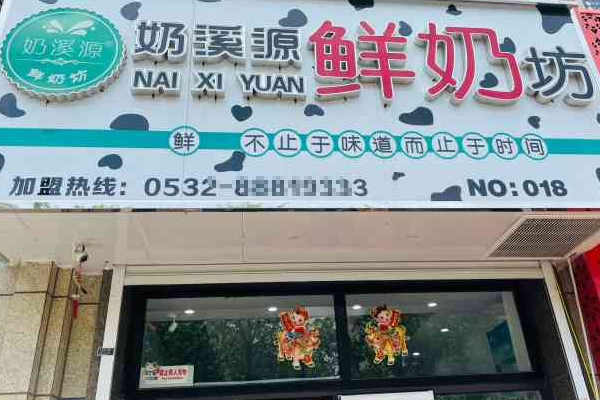 奶溪源
鲜奶坊
奶溪源鲜奶坊
NAI XI YUAN
鲜 不止于味道而止于时间
加盟热线：0532-
NO:018